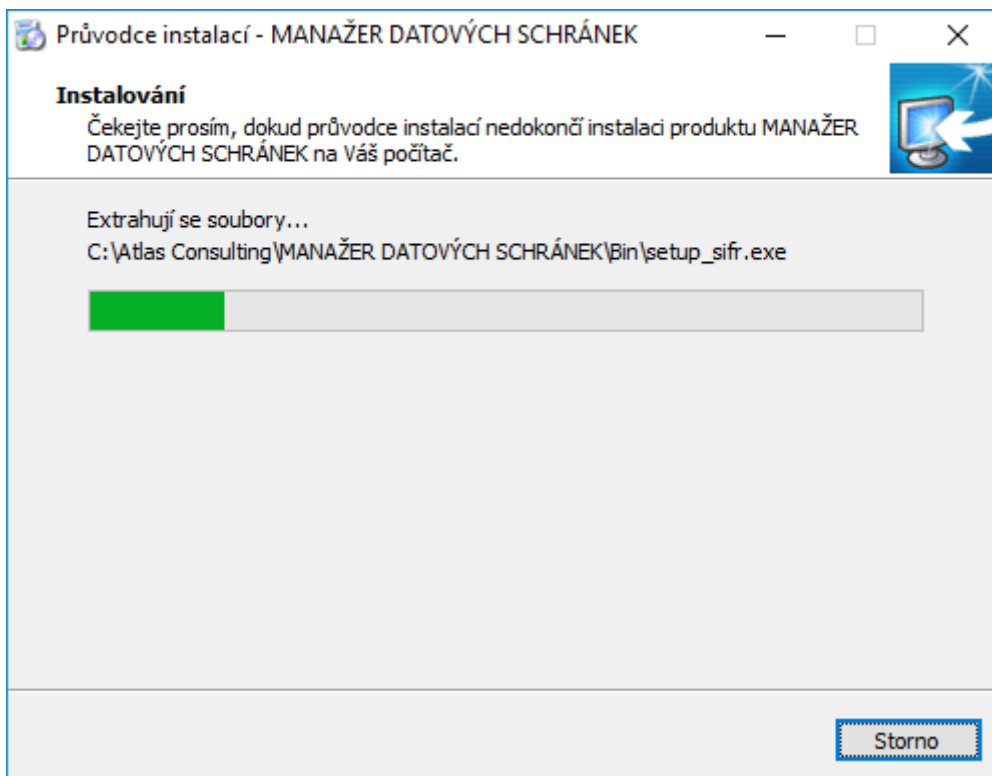 Průvodce instalací - MANAŽER DATOVÝCH SCHRÁNEK
Instalování
Čekejte prosím, dokud průvodce instalací nedokončí instalaci produktu MANAŽER
DATOVÝCH SCHRÁNEK na Váš počítač.
Extrahují se soubory...
C:\Atlas Consulting\MANAŽER DATOVÝCH SCHRÁNEK\Bin\setup_sifr.exe
Storno